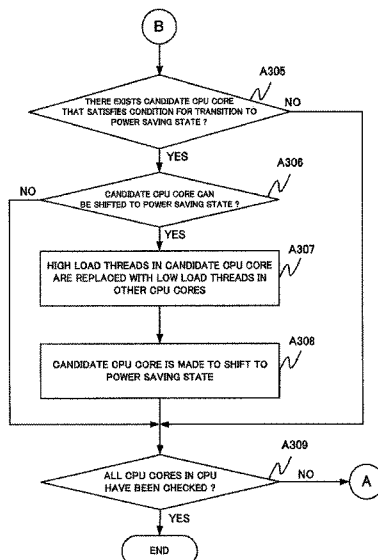 B
A305
THERE EXISTS CANDIDATE CPU CORE
THAT SATISFIES CONDITION FOR TRANSITION TO
POWER SAVING STATE ?
NO
YES
A306
NO
CANDIDATE CPU CORE CAN
BE SHIFTED TO POWER SAVING STATE ?
YES
A307
HIGH LOAD THREADS IN CANDIDATE CPU CORE
ARE REPLACED WITH LOW LOAD THREADS IN
OTHER CPU CORES
A308
CANDIDATE CPU CORE IS MADE TO SHIFT TO
POWER SAVING STATE
A309
ALL CPU CORES IN CPU
HAVE BEEN CHECKED ?
NO
A
YES
END